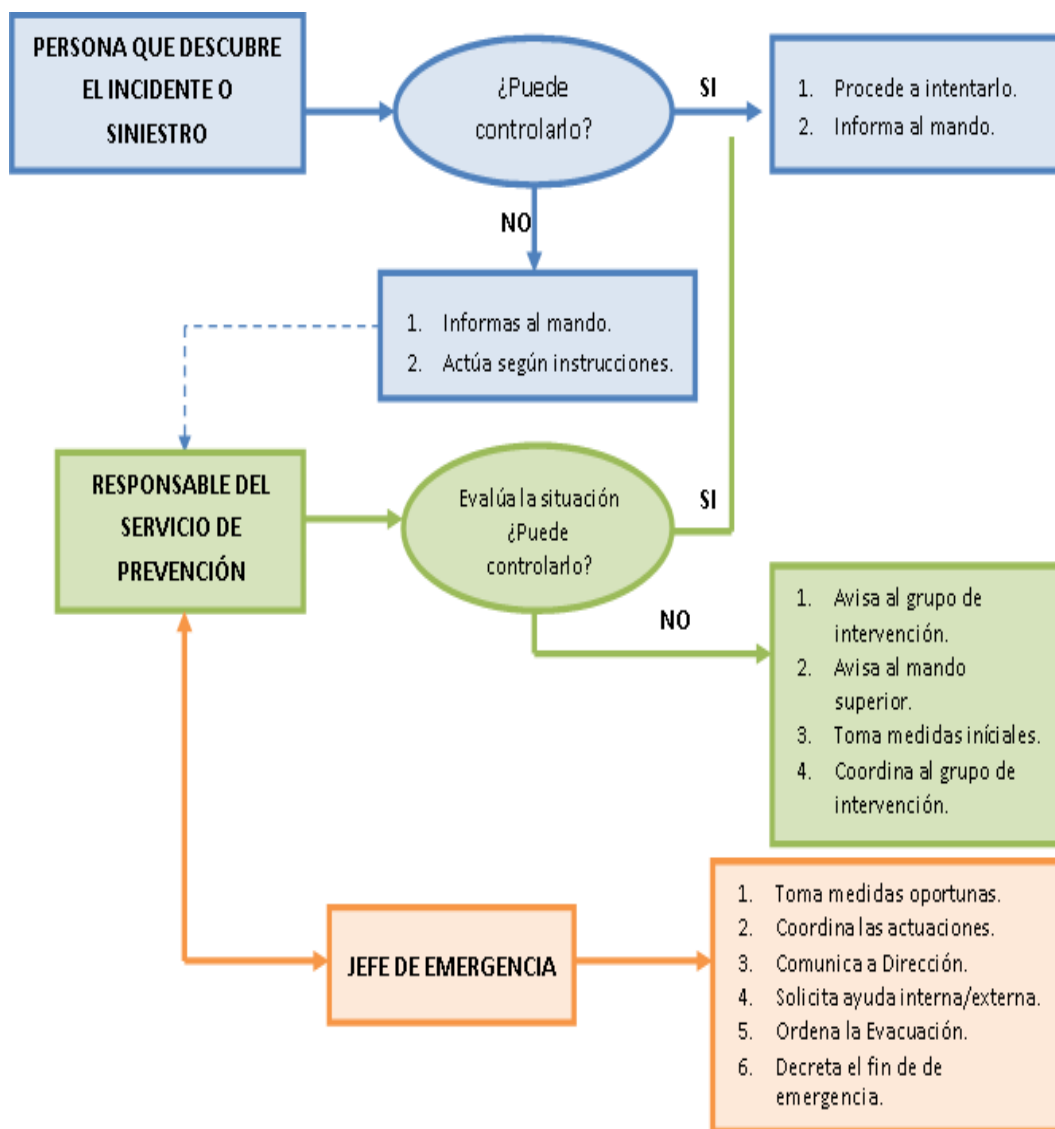 PERSONA QUE DESCUBRE
EL INCIDENTE O
SINIESTRO
¿Puede
controlarlo?
SI
1. Procede a intentarlo.
2. Informa al mando.
NO
1. Informas al mando.
2. Actúa según instrucciones.
RESPONSABLE DEL
SERVICIO DE
PREVENCIÓN
Evalúa la situación
¿Puede
controlarlo?
SI
NO
1. Avisa al grupo de
intervención.
2. Avisa al mando
superior.
3. Toma medidas iníciales.
4. Coordina al grupo de
intervención.
JEFE DE EMERGENCIA
1. Toma medidas oportunas.
2. Coordina las actuaciones.
3. Comunica a Dirección.
4. Solicita ayuda interna/externa.
5. Ordena la Evacuación.
6. Decreta el fin de de
emergencia.